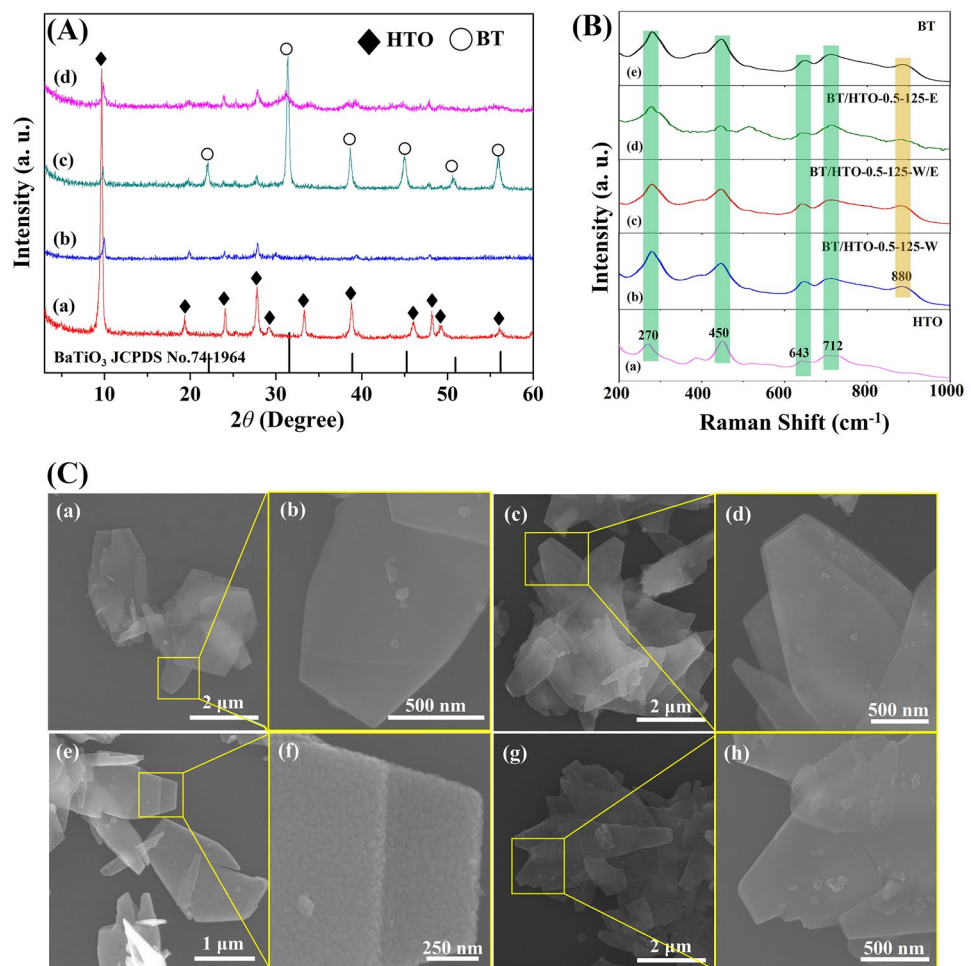 (A)
HTO
BT
(d)
(c)
(b)
(a)
BaTiO₃ JCPDS No.74-1964
10 20 30 40 50 60
2θ (Degree)
Intensity (a. u.)
(B)
BT
(e)
BT/HTO-0.5-125-E
(d)
BT/HTO-0.5-125-W/E
(c)
BT/HTO-0.5-125-W
880
(b)
HTO
270 450 643 712
(a)
200 400 600 800 1000
Raman Shift (cm⁻¹)
Intensity (a. u.)
(C)
(a)
2 μm
(b)
500 nm
(c)
2 μm
(d)
500 nm
(e)
1 μm
(f)
250 nm
(g)
2 μm
(h)
500 nm